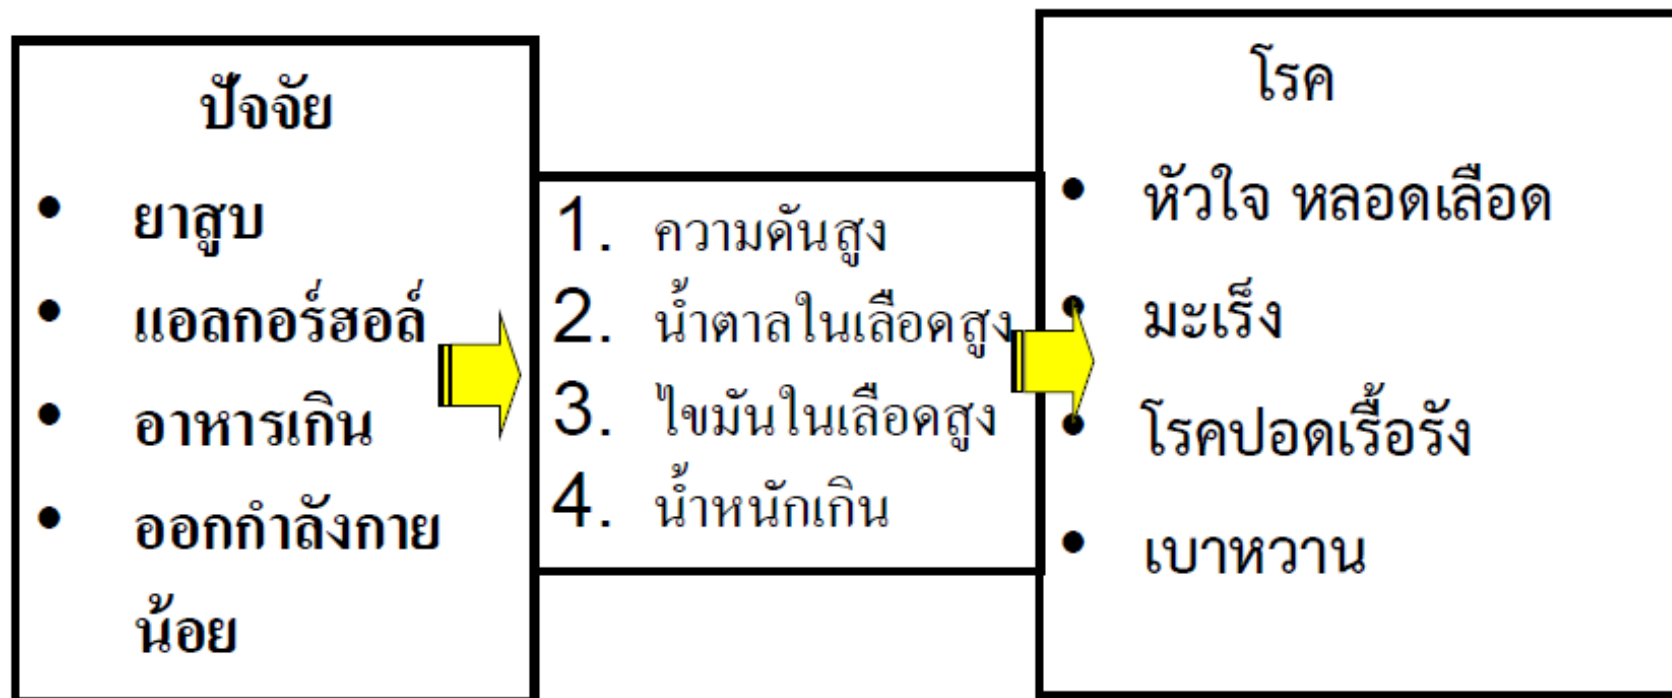 ปัจจัย
• ยาสูบ
• แอลกอร์ฮอล์
• อาหารเกิน
• ออกกำลังกาย
น้อย
1. ความดันสูง
2. น้ำตาลในเลือดสูง
3. ไขมันในเลือดสูง
4. น้ำหนักเกิน
โรค
• หัวใจ หลอดเลือด
• มะเร็ง
• โรคปอดเรื้อรัง
• เบาหวาน